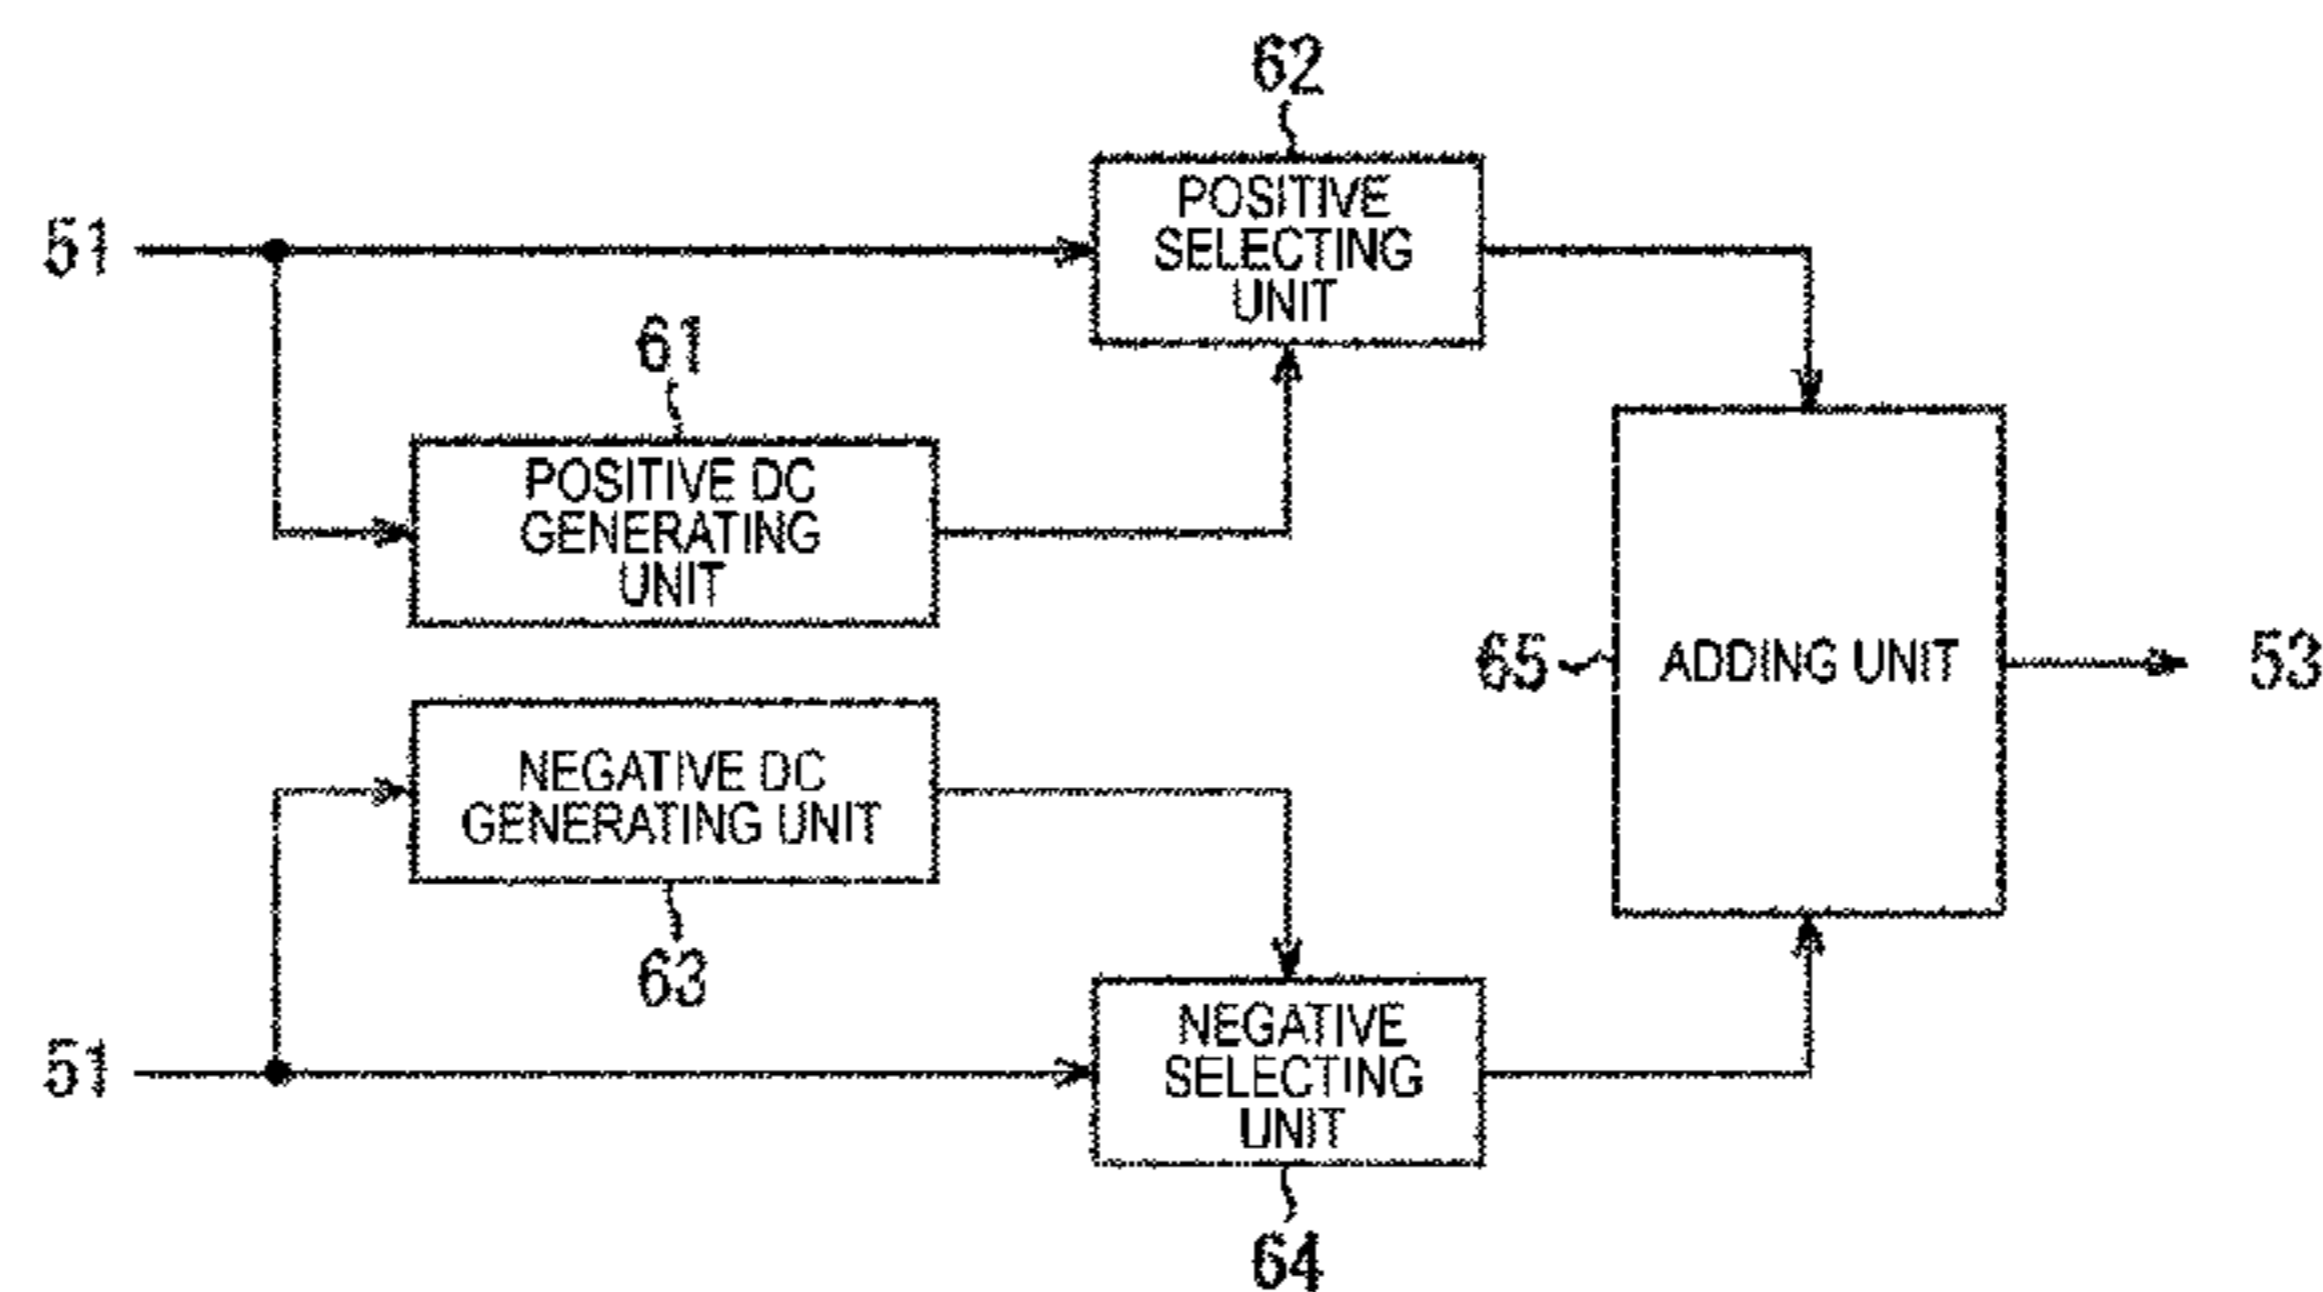 62
POSITIVE
SELECTING
UNIT
51
61
POSITIVE DC
GENERATING
UNIT
65
ADDING UNIT
53
NEGATIVE DC
GENERATING UNIT
63
51
NEGATIVE
SELECTING
UNIT
64